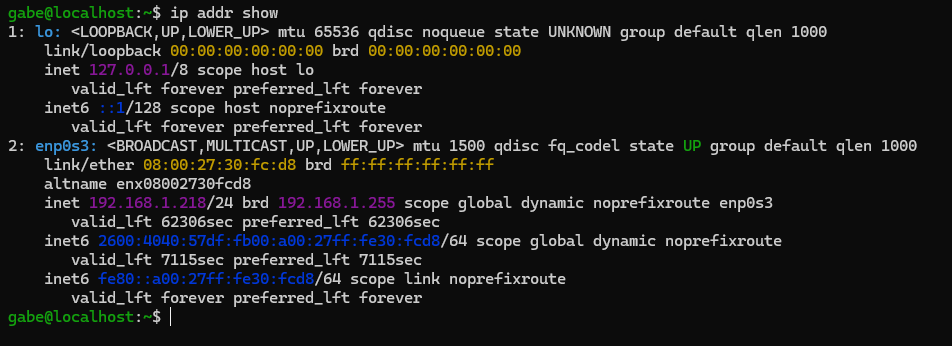 gabe@localhost:~$ ip addr show
1: lo: <LOOPBACK,UP,LOWER_UP> mtu 65536 qdisc noqueue state UNKNOWN group default qlen 1000
    link/loopback 00:00:00:00:00:00 brd 00:00:00:00:00:00
    inet 127.0.0.1/8 scope host lo
       valid_lft forever preferred_lft forever
    inet6 ::1/128 scope host noprefixroute
       valid_lft forever preferred_lft forever
2: enp0s3: <BROADCAST,MULTICAST,UP,LOWER_UP> mtu 1500 qdisc fq_codel state UP group default qlen 1000
    link/ether 08:00:27:30:fc:d8 brd ff:ff:ff:ff:ff:ff
    altname enx08002730fcd8
    inet 192.168.1.218/24 brd 192.168.1.255 scope global dynamic noprefixroute enp0s3
       valid_lft 62306sec preferred_lft 62306sec
    inet6 2600:4040:57df:fb00:a00:27ff:fe30:fcd8/64 scope global dynamic noprefixroute
       valid_lft 7115sec preferred_lft 7115sec
    inet6 fe80::a00:27ff:fe30:fcd8/64 scope link noprefixroute
       valid_lft forever preferred_lft forever
gabe@localhost:~$